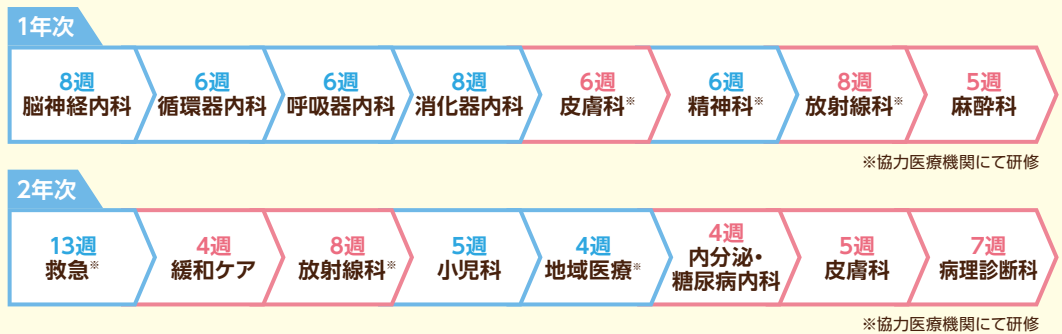 1年次
8週
脳神経内科
6週
循環器内科
6週
呼吸器内科
8週
消化器内科
6週
皮膚科※
6週
精神科※
8週
放射線科※
5週
麻酔科
※協力医療機関にて研修
2年次
13週
救急※
4週
緩和ケア
8週
放射線科※
5週
小児科
4週
地域医療※
4週
内分泌・
糖尿病内科
5週
皮膚科
7週
病理診断科
※協力医療機関にて研修